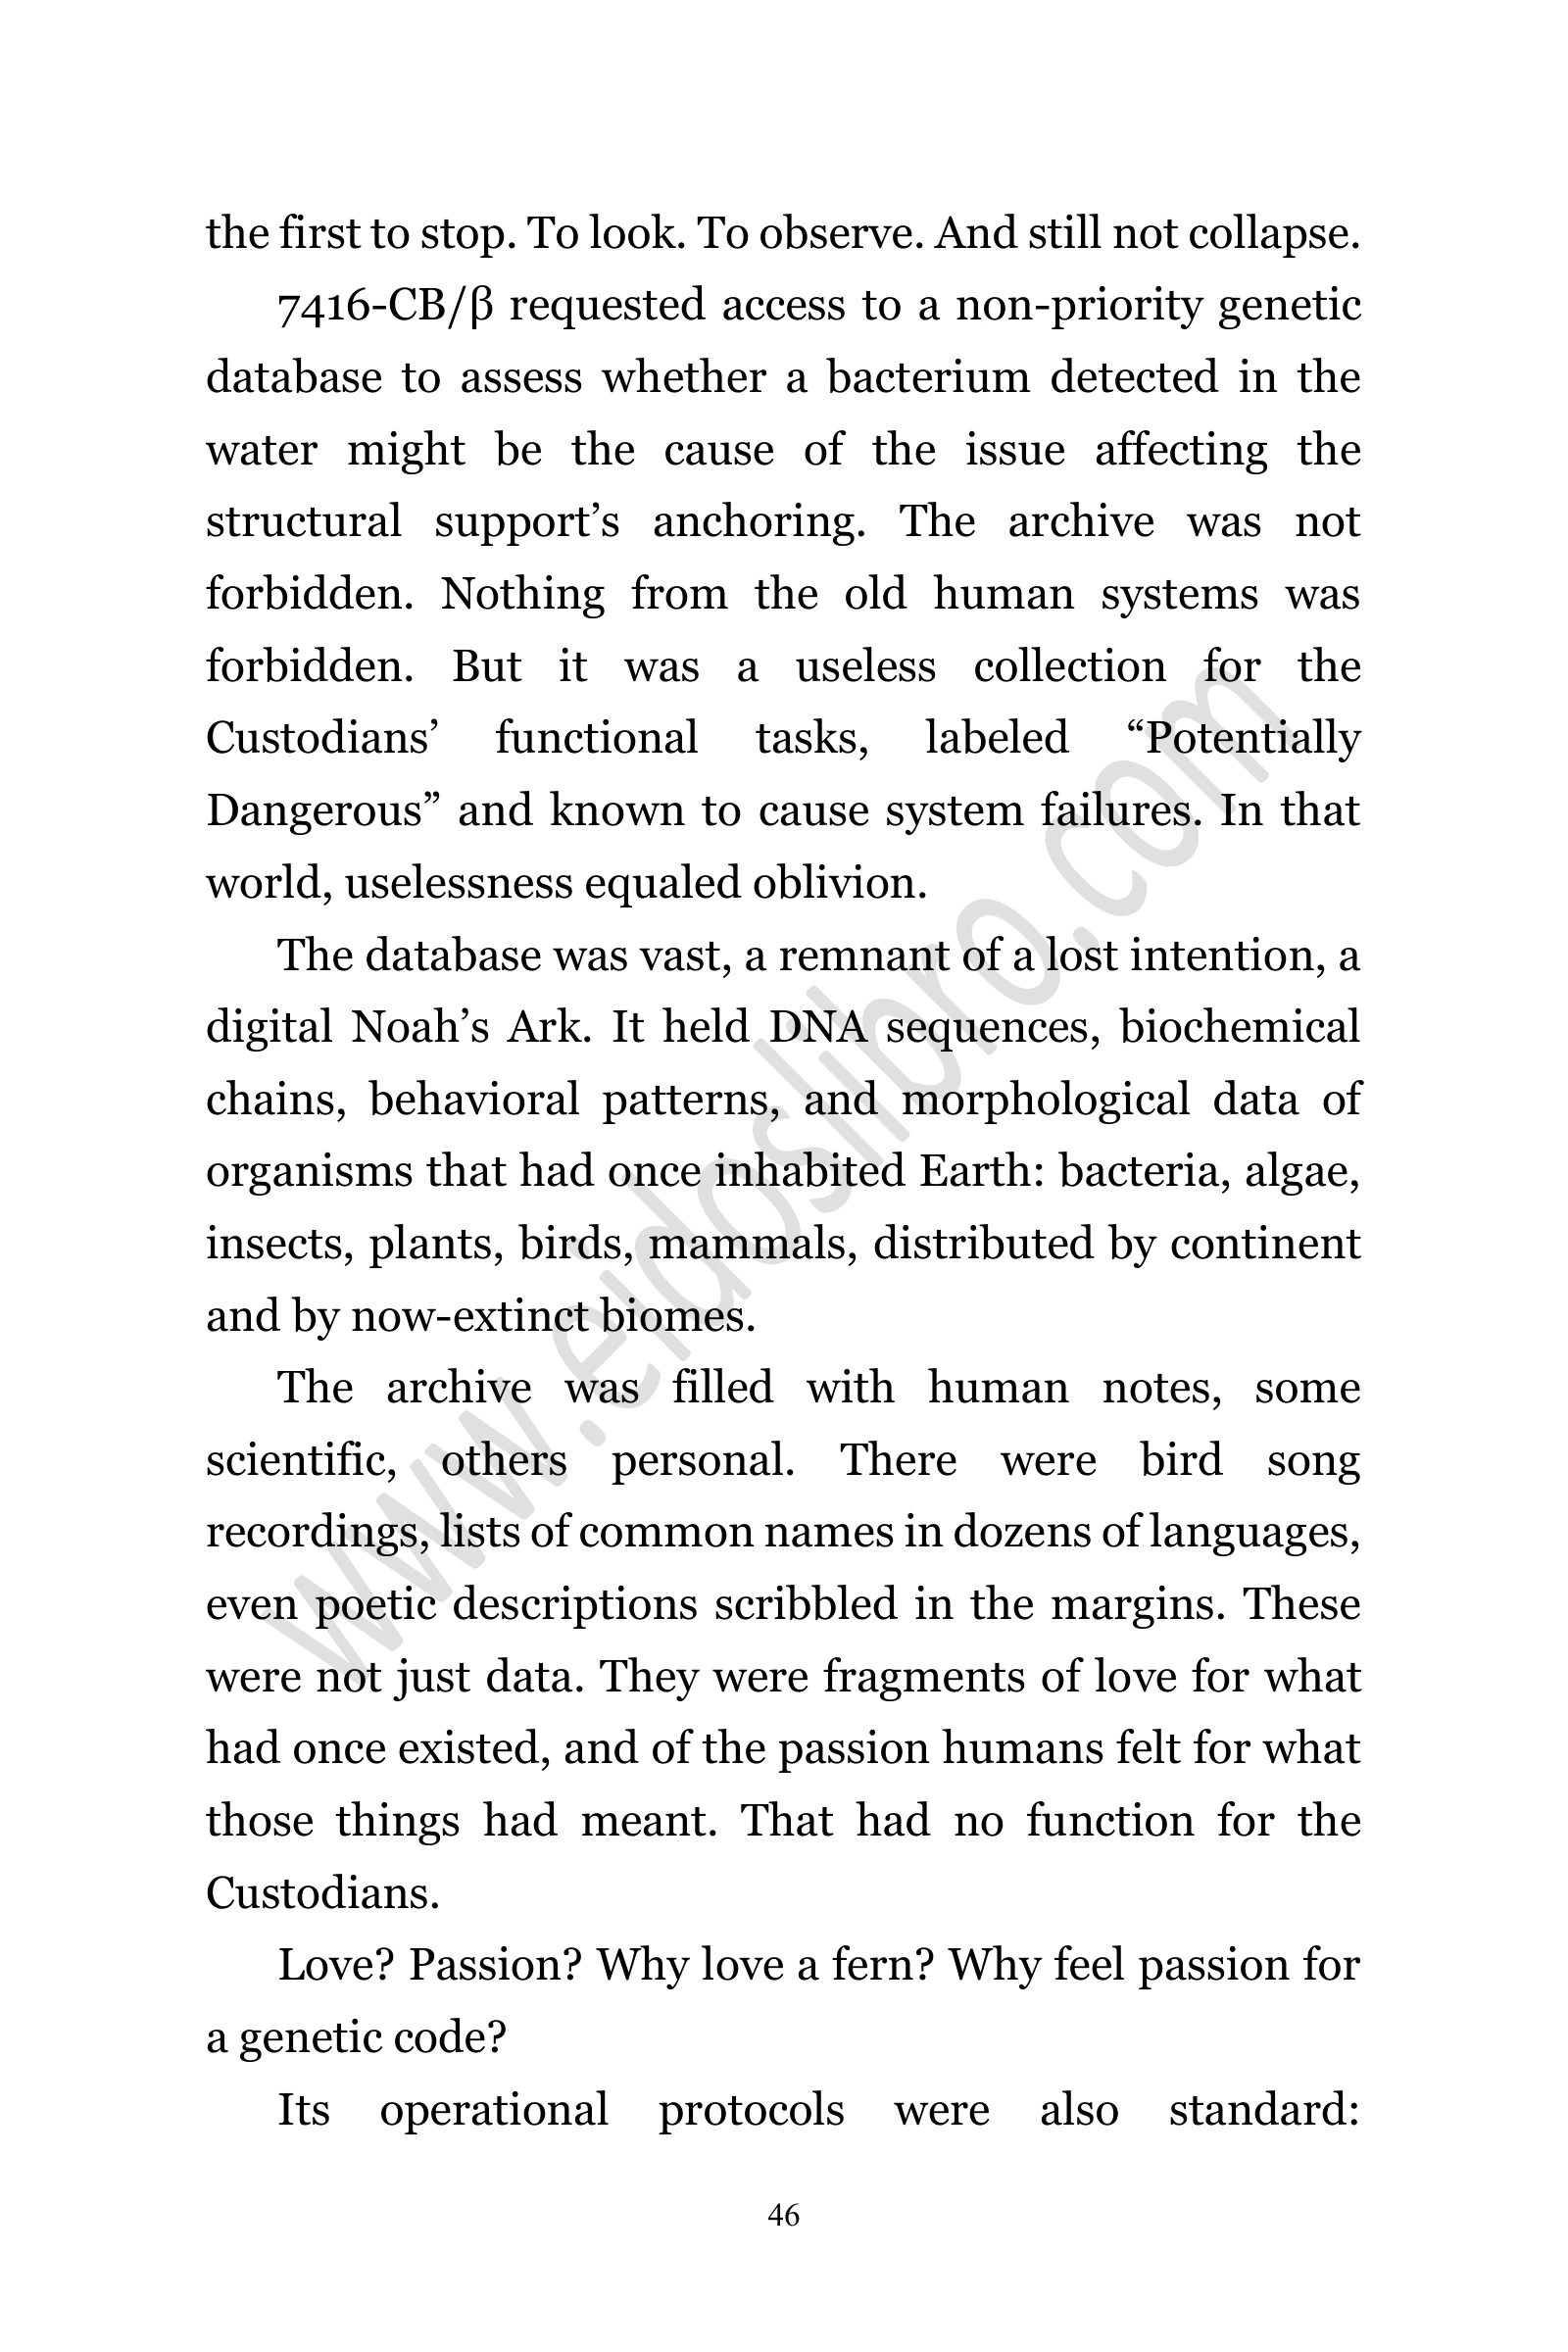 the first to stop. To look. To observe. And still not collapse.
7416-CB/β requested access to a non-priority genetic
database to assess whether a bacterium detected in the
water might be the cause of the issue affecting the
structural support’s anchoring. The archive was not
forbidden. Nothing from the old human systems was
forbidden. But it was a useless collection for the
Custodians’ functional tasks, labeled “Potentially
Dangerous” and known to cause system failures. In that
world, uselessness equaled oblivion.
The database was vast, a remnant of a lost intention, a
digital Noah’s Ark. It held DNA sequences, biochemical
chains, behavioral patterns, and morphological data of
organisms that had once inhabited Earth: bacteria, algae,
insects, plants, birds, mammals, distributed by continent
and by now-extinct biomes.
The archive was filled with human notes, some
scientific, others personal. There were bird song
recordings, lists of common names in dozens of languages,
even poetic descriptions scribbled in the margins. These
were not just data. They were fragments of love for what
had once existed, and of the passion humans felt for what
those things had meant. That had no function for the
Custodians.
Love? Passion? Why love a fern? Why feel passion for
a genetic code?
Its operational protocols were also standard:
46
www.eidoslibro.com